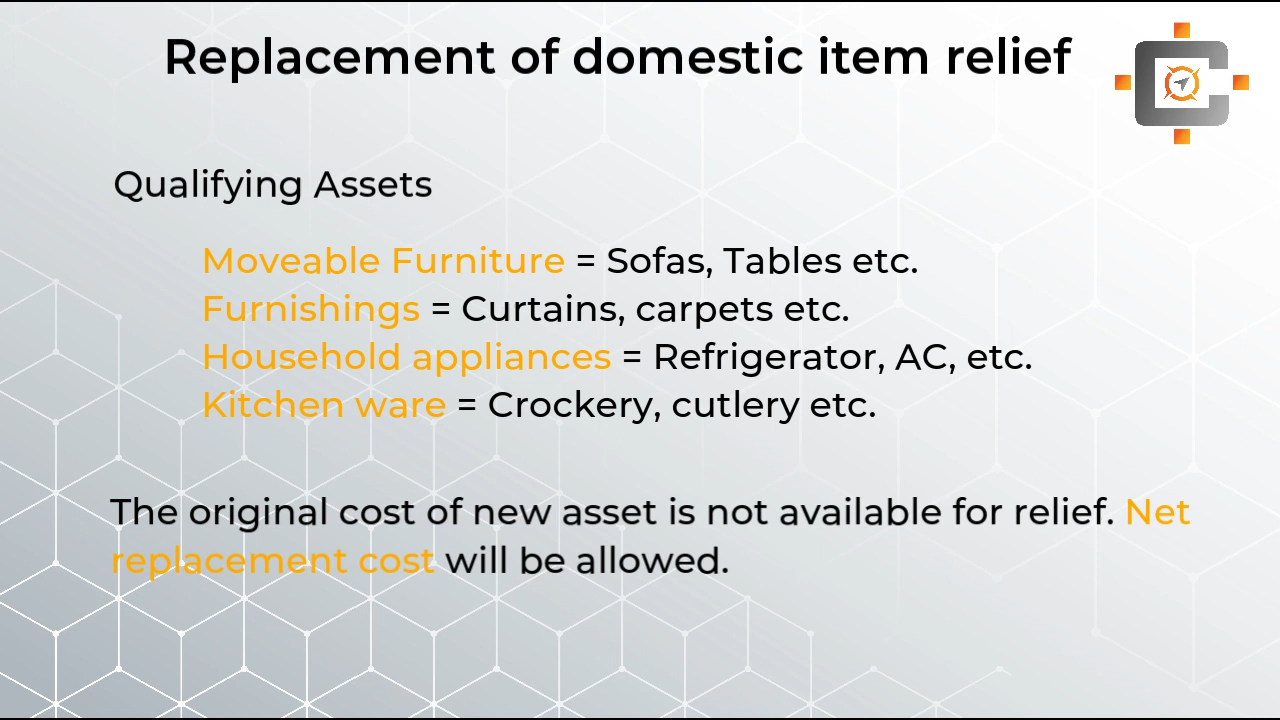 Replacement of domestic item relief
Qualifying Assets
Moveable Furniture = Sofas, Tables etc.
Furnishings = Curtains, carpets etc.
Household appliances = Refrigerator, AC, etc.
Kitchen ware = Crockery, cutlery etc.
The original cost of new asset is not available for relief. Net
replacement cost will be allowed.